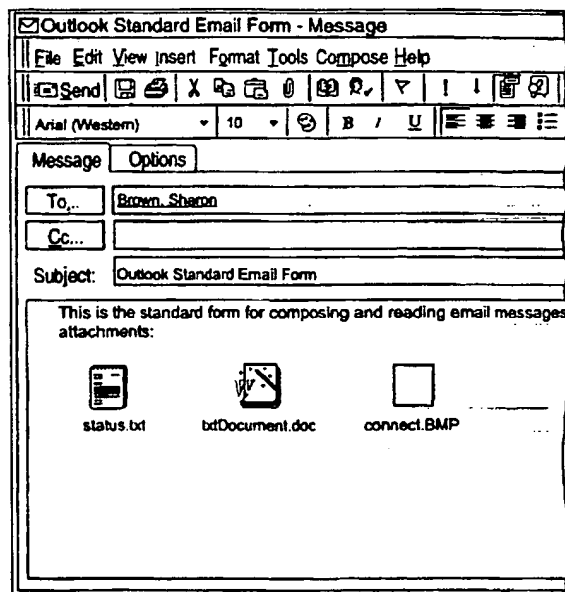 Outlook Standard Email Form - Message
File Edit View Insert Format Tools Compose Help
Send
Arial (Western) 10 B I U
Message Options
To... Brown, Sharon
Cc...
Subject: Outlook Standard Email Form
This is the standard form for composing and reading email messages
attachments:
status.txt txtDocument.doc connect.BMP